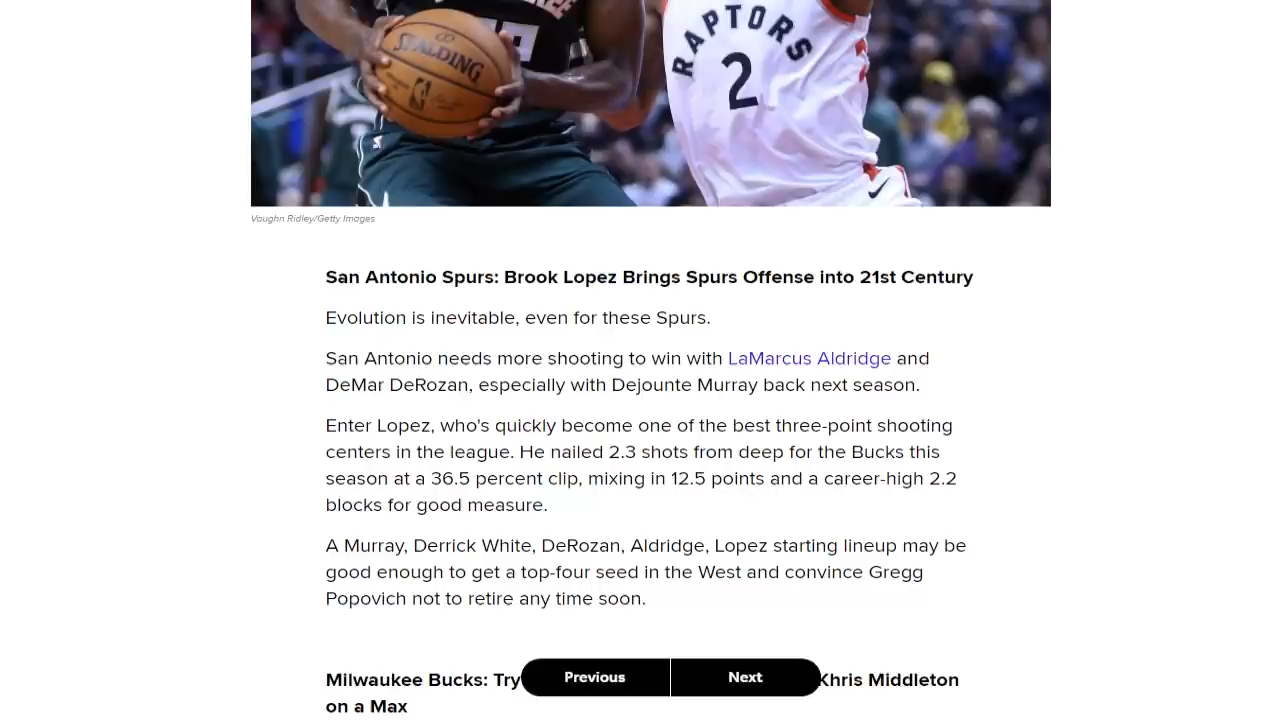 SPALDING
RAPTORS
2
Vaughn Ridley/Getty Images
San Antonio Spurs: Brook Lopez Brings Spurs Offense into 21st Century
Evolution is inevitable, even for these Spurs.
San Antonio needs more shooting to win with LaMarcus Aldridge and
DeMar DeRozan, especially with Dejounte Murray back next season.
Enter Lopez, who's quickly become one of the best three-point shooting
centers in the league. He nailed 2.3 shots from deep for the Bucks this
season at a 36.5 percent clip, mixing in 12.5 points and a career-high 2.2
blocks for good measure.
A Murray, Derrick White, DeRozan, Aldridge, Lopez starting lineup may be
good enough to get a top-four seed in the West and convince Gregg
Popovich not to retire any time soon.
Milwaukee Bucks: Try Previous Next Khris Middleton
on a Max